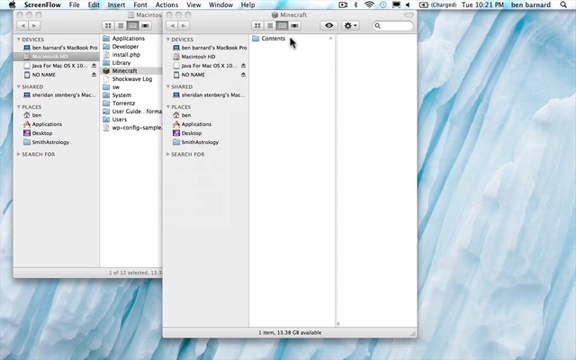 ScreenFlow File Edit Insert Font Actions View Window Help (Charged) Tue 10:21 PM ben barnard
Macintosh
DEVICES
ben barnard's MacBook Pro
Macintosh HD
Java For Mac OS X 10...
NO NAME
SHARED
sheridan stenberg's Mac...
PLACES
ben
Applications
Desktop
SmithAstrology
SEARCH FOR
Applications
Developer
install.php
Library
Minecraft
Shockwave Log
sw
System
Torrentz
User Guide...forma
Users
wp-config-sample.
1 of 12 selected, 13.3
Minecraft
DEVICES
ben barnard's MacBook Pro
Macintosh HD
Java For Mac OS X 10...
NO NAME
SHARED
sheridan stenberg's Mac...
PLACES
ben
Applications
Desktop
SmithAstrology
SEARCH FOR
Contents
1 item, 13.38 GB available